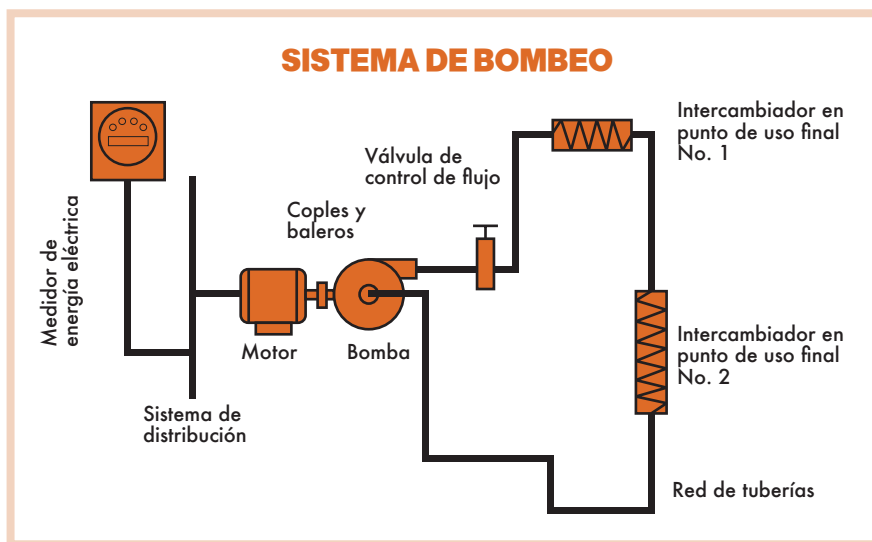 SISTEMA DE BOMBEO
Medidor de
energía eléctrica
Sistema de
distribución
Motor
Coples y
baleros
Bomba
Válvula de
control de flujo
Intercambiador en
punto de uso final
No. 1
Intercambiador en
punto de uso final
No. 2
Red de tuberías